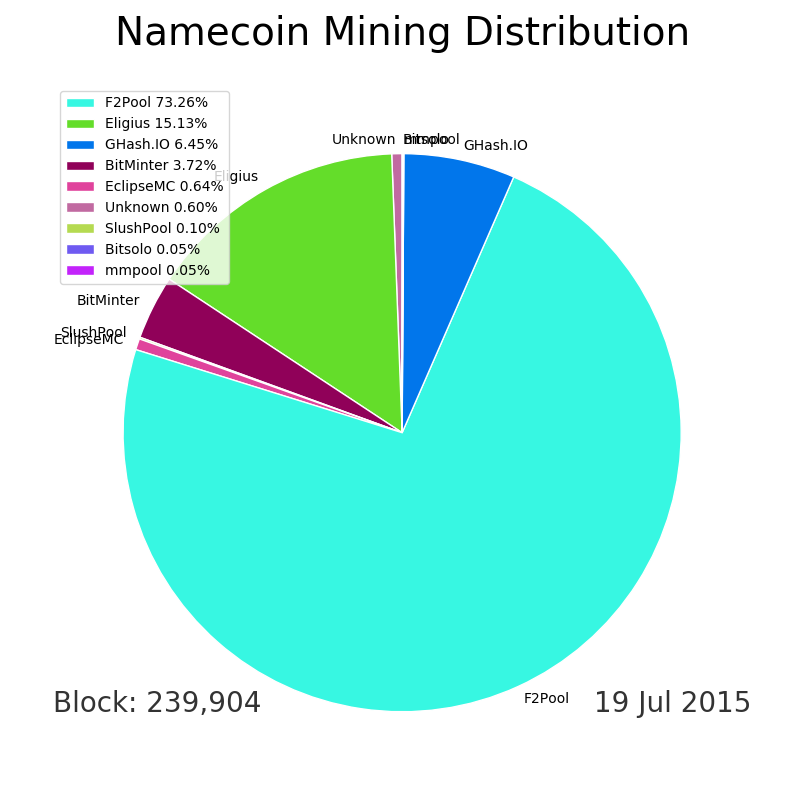 Namecoin Mining Distribution
F2Pool 73.26%
Eligius 15.13%
GHash.IO 6.45%
BitMinter 3.72%
EclipseMC 0.64%
Unknown 0.60%
SlushPool 0.10%
Bitsolo 0.05%
mmpool 0.05%
Unknown
Bitsolo
mmpool
GHash.IO
Eligius
BitMinter
SlushPool
EclipseMC
F2Pool
Block: 239,904
19 Jul 2015